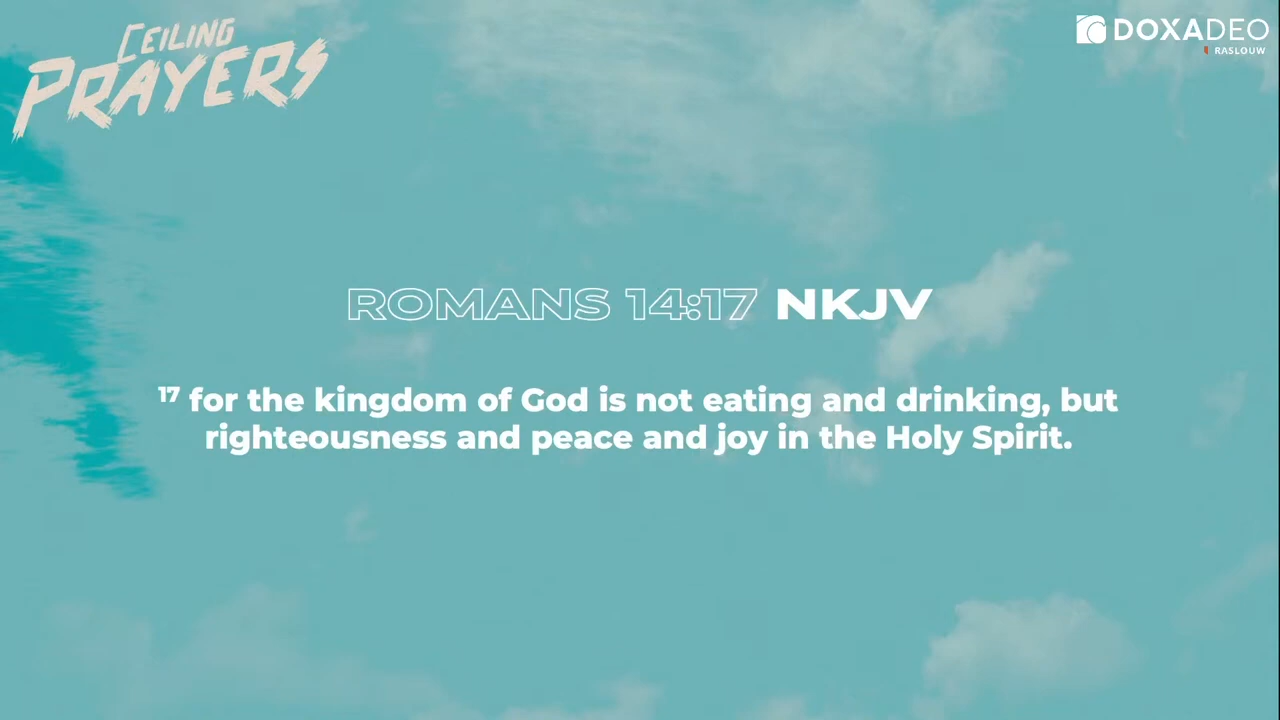 CEILING
PRAYERS
DOXADEO
RASLOUW
ROMANS 14:17 NKJV
17 for the kingdom of God is not eating and drinking, but
righteousness and peace and joy in the Holy Spirit.